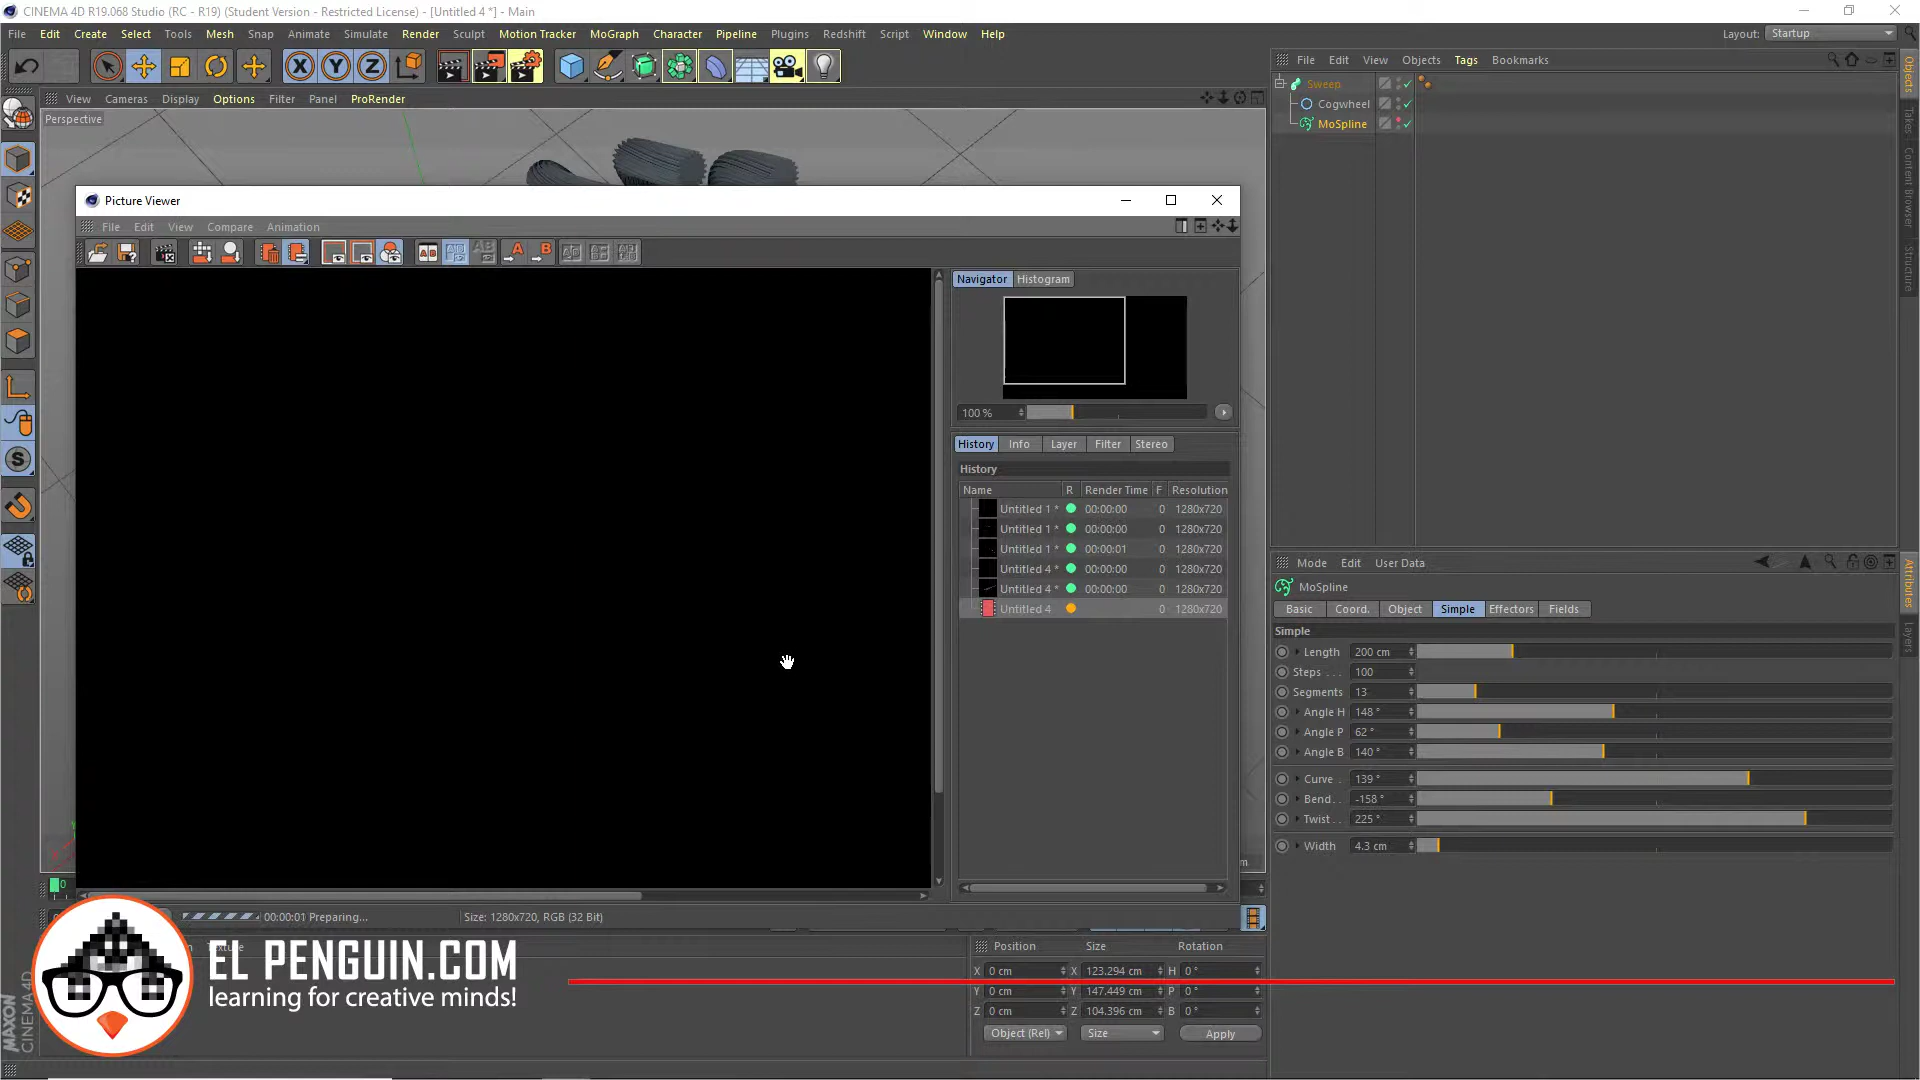 CINEMA 4D R19.068 Studio (RC - R19) (Student Version - Restricted License) - [Untitled 4 *] - Main
File Edit Create Select Tools Mesh Snap Animate Simulate Render Sculpt Motion Tracker MoGraph Character Pipeline Plugins Redshift Script Window Help
Layout: Startup
File Edit View Objects Tags Bookmarks
View Cameras Display Options Filter Panel ProRender
Perspective
Sweep
Cogwheel
MoSpline
Objects
Takes
Content Browser
Structure
Picture Viewer
File Edit View Compare Animation
Navigator Histogram
100 %
History Info Layer Filter Stereo
History
Name R Render Time F Resolution
Untitled 1 * 00:00:00 0 1280x720
Untitled 1 * 00:00:00 0 1280x720
Untitled 1 * 00:00:01 0 1280x720
Untitled 4 * 00:00:00 0 1280x720
Untitled 4 * 00:00:00 0 1280x720
Untitled 4 0 1280x720
00:00:01 Preparing... Size: 1280x720, RGB (32 Bit)
Mode Edit User Data
MoSpline
Basic Coord. Object Simple Effectors Fields
Simple
Length 200 cm
Steps . . . 100
Segments 13
Angle H 148 °
Angle P 62 °
Angle B 140 °
Curve . 139 °
Bend. . -158 °
Twist . . 225 °
Width 4.3 cm
Attributes
Layers
Position Size Rotation
X 0 cm X 123.294 cm H 0 °
Y 0 cm Y 147.449 cm P 0 °
Z 0 cm Z 104.396 cm B 0 °
Object (Rel) Size Apply
EL PENGUIN.COM
learning for creative minds!
MAXON
CINEMA 4D